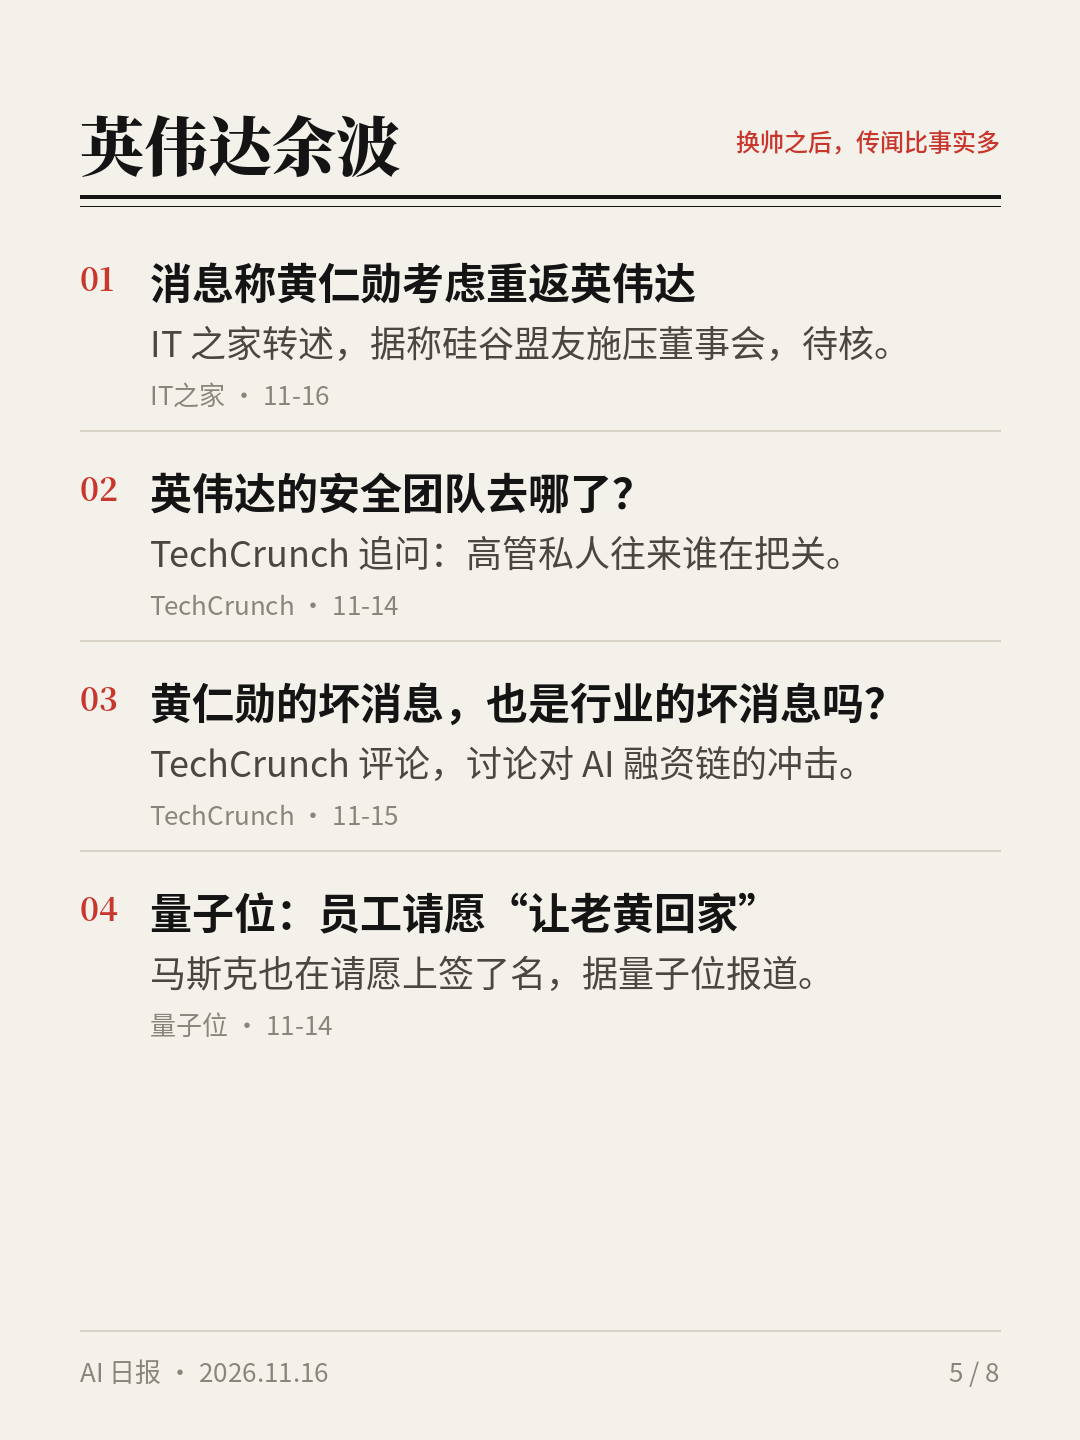 英伟达余波
换帅之后，传闻比事实多
01 消息称黄仁勋考虑重返英伟达
IT 之家转述，据称硅谷盟友施压董事会，待核。
IT之家 · 11-16
02 英伟达的安全团队去哪了？
TechCrunch 追问：高管私人往来谁在把关。
TechCrunch · 11-14
03 黄仁勋的坏消息，也是行业的坏消息吗？
TechCrunch 评论，讨论对 AI 融资链的冲击。
TechCrunch · 11-15
04 量子位：员工请愿“让老黄回家”
马斯克也在请愿上签了名，据量子位报道。
量子位 · 11-14
AI 日报 · 2026.11.16
5 / 8